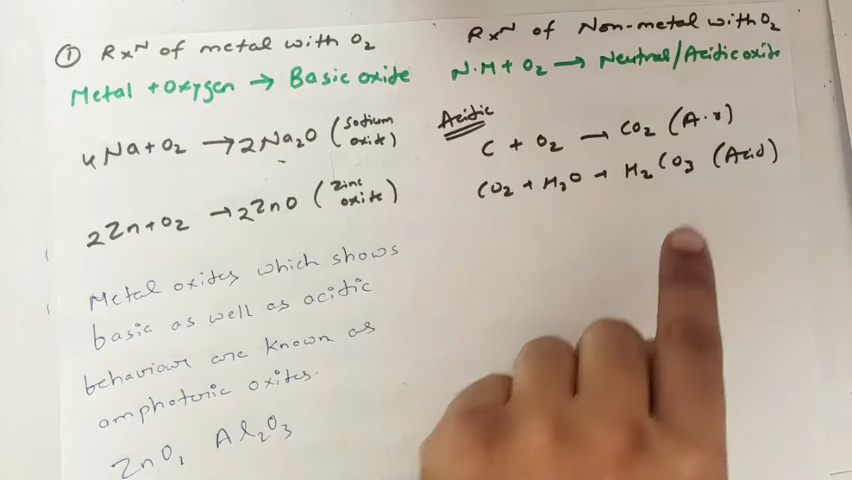 ① RxN of metal with O2
Metal + Oxygen → Basic oxide
4Na + O2 → 2Na2O (Sodium oxide)
2Zn + O2 → 2ZnO (Zinc oxide)
Metal oxides which shows
basic as well as acitic
behaviour are known as
amphoteric oxites.
ZnO, Al2O3
RxN of Non-metal with O2
N.M + O2 → Neutral/Acidic oxide
Acidic
C + O2 → CO2 (A.
CO2 + H2O → H2CO3 (Acid)